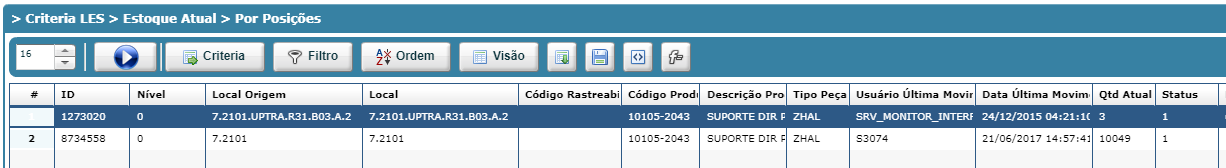 > Criteria LES > Estoque Atual > Por Posições
16 Criteria Filtro Ordem Visão
# ID Nível Local Origem Local Código Rastreabi Código Produ Descrição Pro Tipo Peça Usuário Última Movir Data Última Movime Qtd Atual Status
1 1273020 0 7.2101.UPTRA.R31.B03.A.2 7.2101.UPTRA.R31.B03.A.2 10105-2043 SUPORTE DIR P ZHAL SRV_MONITOR_INTERF 24/12/2015 04:21:10 3 1
2 8734558 0 7.2101 7.2101 10105-2043 SUPORTE DIR P ZHAL S3074 21/06/2017 14:57:41 10049 1